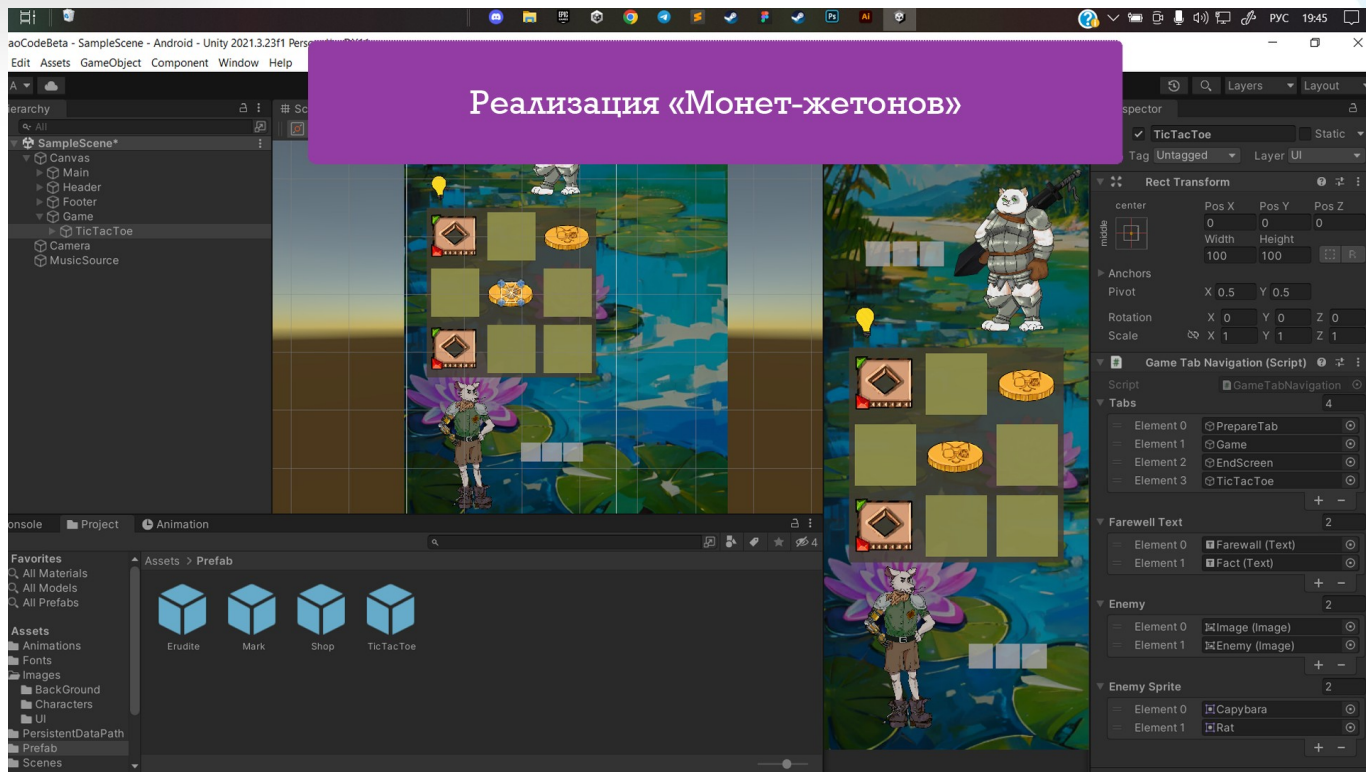 РУС 19:45
aoCodeBeta - SampleScene - Android - Unity 2021.3.23f1
Edit Assets GameObject Component Window Help
Реализация «Монет-жетонов»
Layers Layout
All
SampleScene*
Canvas
Main
Header
Footer
Game
TicTacToe
Camera
MusicSource
TicTacToe Static
Tag Untagged Layer UI
Rect Transform
center
middle
Pos X Pos Y Pos Z
0 0 0
Width Height
100 100 R
Anchors
Pivot X 0.5 Y 0.5
Rotation X 0 Y 0 Z 0
Scale X 1 Y 1 Z 1
# Game Tab Navigation (Script)
Script GameTabNavigation
Tabs 4
Element 0 PrepareTab
Element 1 Game
Element 2 EndScreen
Element 3 TicTacToe
+ −
Farewell Text 2
Element 0 Farewall (Text)
Element 1 Fact (Text)
+ −
Enemy 2
Element 0 Image (Image)
Element 1 Enemy (Image)
+ −
Enemy Sprite 2
Element 0 Capybara
Element 1 Rat
+ −
onsole Project Animation
4
Favorites
All Materials
All Models
All Prefabs
Assets
Animations
Fonts
Images
BackGround
Characters
UI
PersistentDataPath
Prefab
Scenes
Assets > Prefab
Erudite Mark Shop TicTacToe